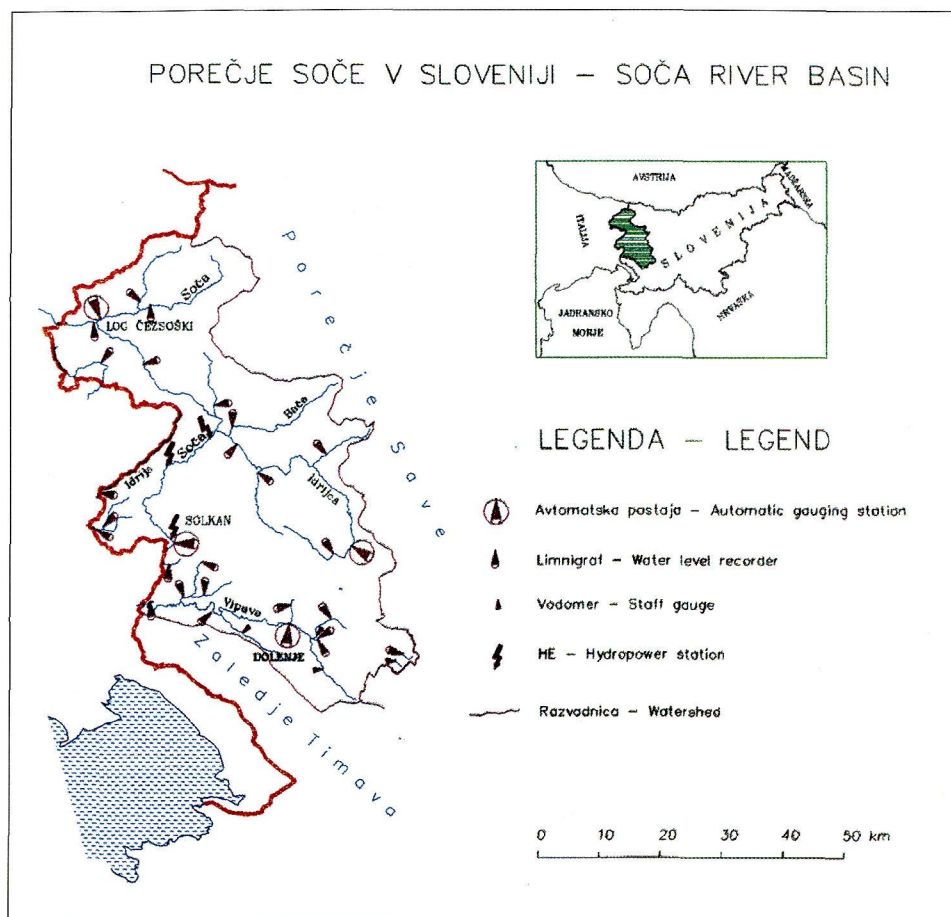 POREČJE SOČE V SLOVENIJI – SOČA RIVER BASIN
AVSTRIJA
MADŽARSKA
ITALIJA
SLOVENIJA
HRVAŠKA
JADRANSKO
MORJE
Porečje Save
Soča
LOG ČEZSOŠKI
Bača
Soča
Idrija
Idrijca
SOLKAN
Vipava
DOLENJE
Zaledje Timava
LEGENDA – LEGEND
Avtomatska postaja – Automatic gauging station
Limnigraf – Water level recorder
Vodomer – Staff gauge
HE – Hydropower station
Razvodnica – Watershed
0 10 20 30 40 50 km